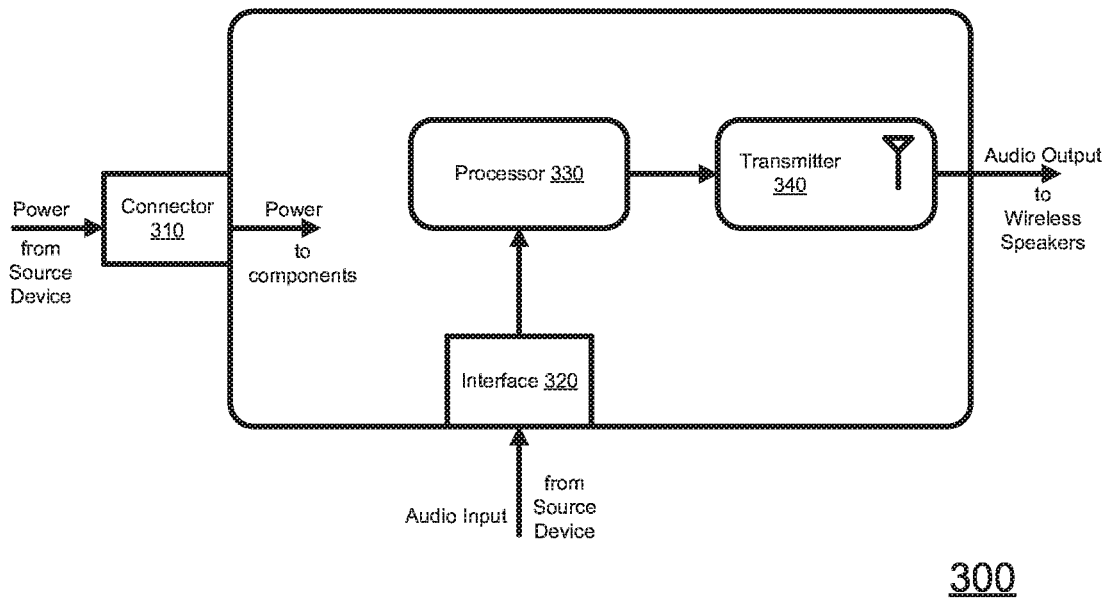 Power
from
Source
Device
Connector
310
Power
to
components
Processor 330
Transmitter
340
Audio Output
to
Wireless
Speakers
Interface 320
Audio Input
from
Source
Device
300